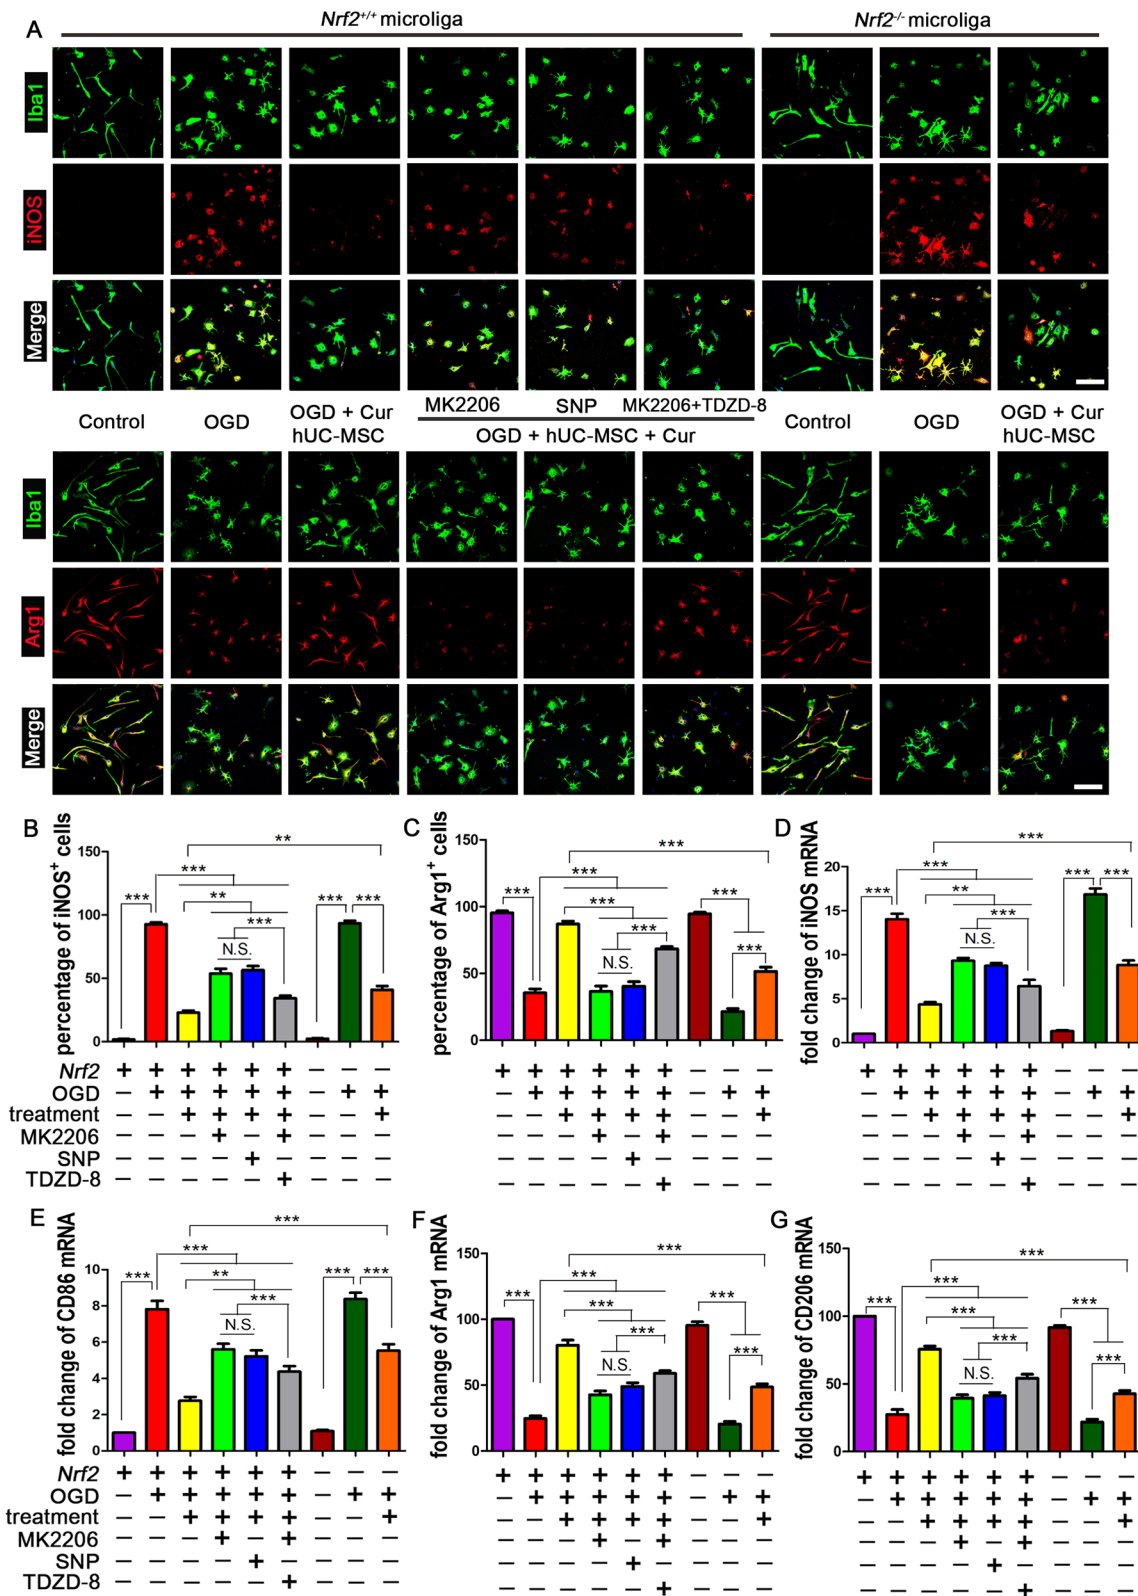 A
Nrf2+/+ microliga
Nrf2-/- microliga
Iba1
iNOS
Merge
Control
OGD
OGD + Cur
hUC-MSC
MK2206
SNP
MK2206+TDZD-8
OGD + hUC-MSC + Cur
Control
OGD
OGD + Cur
hUC-MSC
Iba1
Arg1
Merge
B
percentage of iNOS+ cells
150
100
50
0
***
***
**
N.S.
***
**
***
***
Nrf2 + + + + + + − − −
OGD − + + + + + − + +
treatment − − + + + + − − +
MK2206 − − − + − + − − −
SNP − − − − + − − − −
TDZD-8 − − − − − + − − −
C
percentage of Arg1+ cells
150
100
50
0
***
***
***
N.S.
***
***
***
***
+ + + + + + − − −
− + + + + + − + +
− − + + + + − − +
− − − + − + − − −
− − − − + − − − −
− − − − − + − − −
D
fold change of iNOS mRNA
20
15
10
5
0
***
***
**
N.S.
***
***
***
***
+ + + + + + − − −
− + + + + + − + +
− − + + + + − − +
− − − + − + − − −
− − − − + − − − −
− − − − − + − − −
E
fold change of CD86 mRNA
10
8
6
4
2
0
***
***
**
N.S.
***
***
***
***
Nrf2 + + + + + + − − −
OGD − + + + + + − + +
treatment − − + + + + − − +
MK2206 − − − + − + − − −
SNP − − − − + − − − −
TDZD-8 − − − − − + − − −
F
fold change of Arg1 mRNA
150
100
50
0
***
***
***
N.S.
***
***
***
***
+ + + + + + − − −
− + + + + + − + +
− − + + + + − − +
− − − + − + − − −
− − − − + − − − −
− − − − − + − − −
G
fold change of CD206 mRNA
150
100
50
0
***
***
***
N.S.
***
***
***
***
+ + + + + + − − −
− + + + + + − + +
− − + + + + − − +
− − − + − + − − −
− − − − + − − − −
− − − − − + − − −